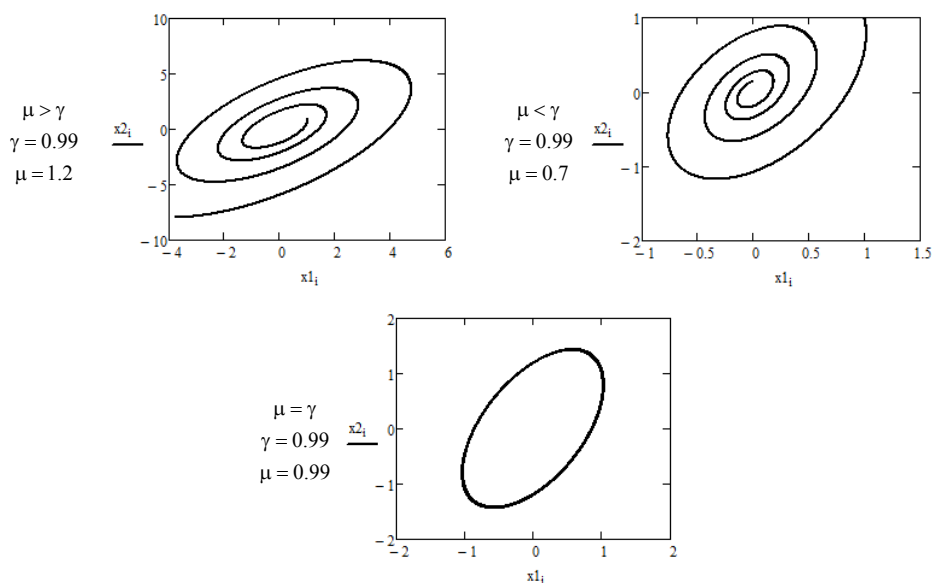 10
5
0
−5
−10
−4
−2
0
2
4
6
x2ᵢ
x1ᵢ
μ > γ
γ = 0.99
μ = 1.2
1
0
−1
−2
−1
−0.5
0
0.5
1
1.5
x2ᵢ
x1ᵢ
μ < γ
γ = 0.99
μ = 0.7
2
1
0
−1
−2
−2
−1
0
1
2
x2ᵢ
x1ᵢ
μ = γ
γ = 0.99
μ = 0.99